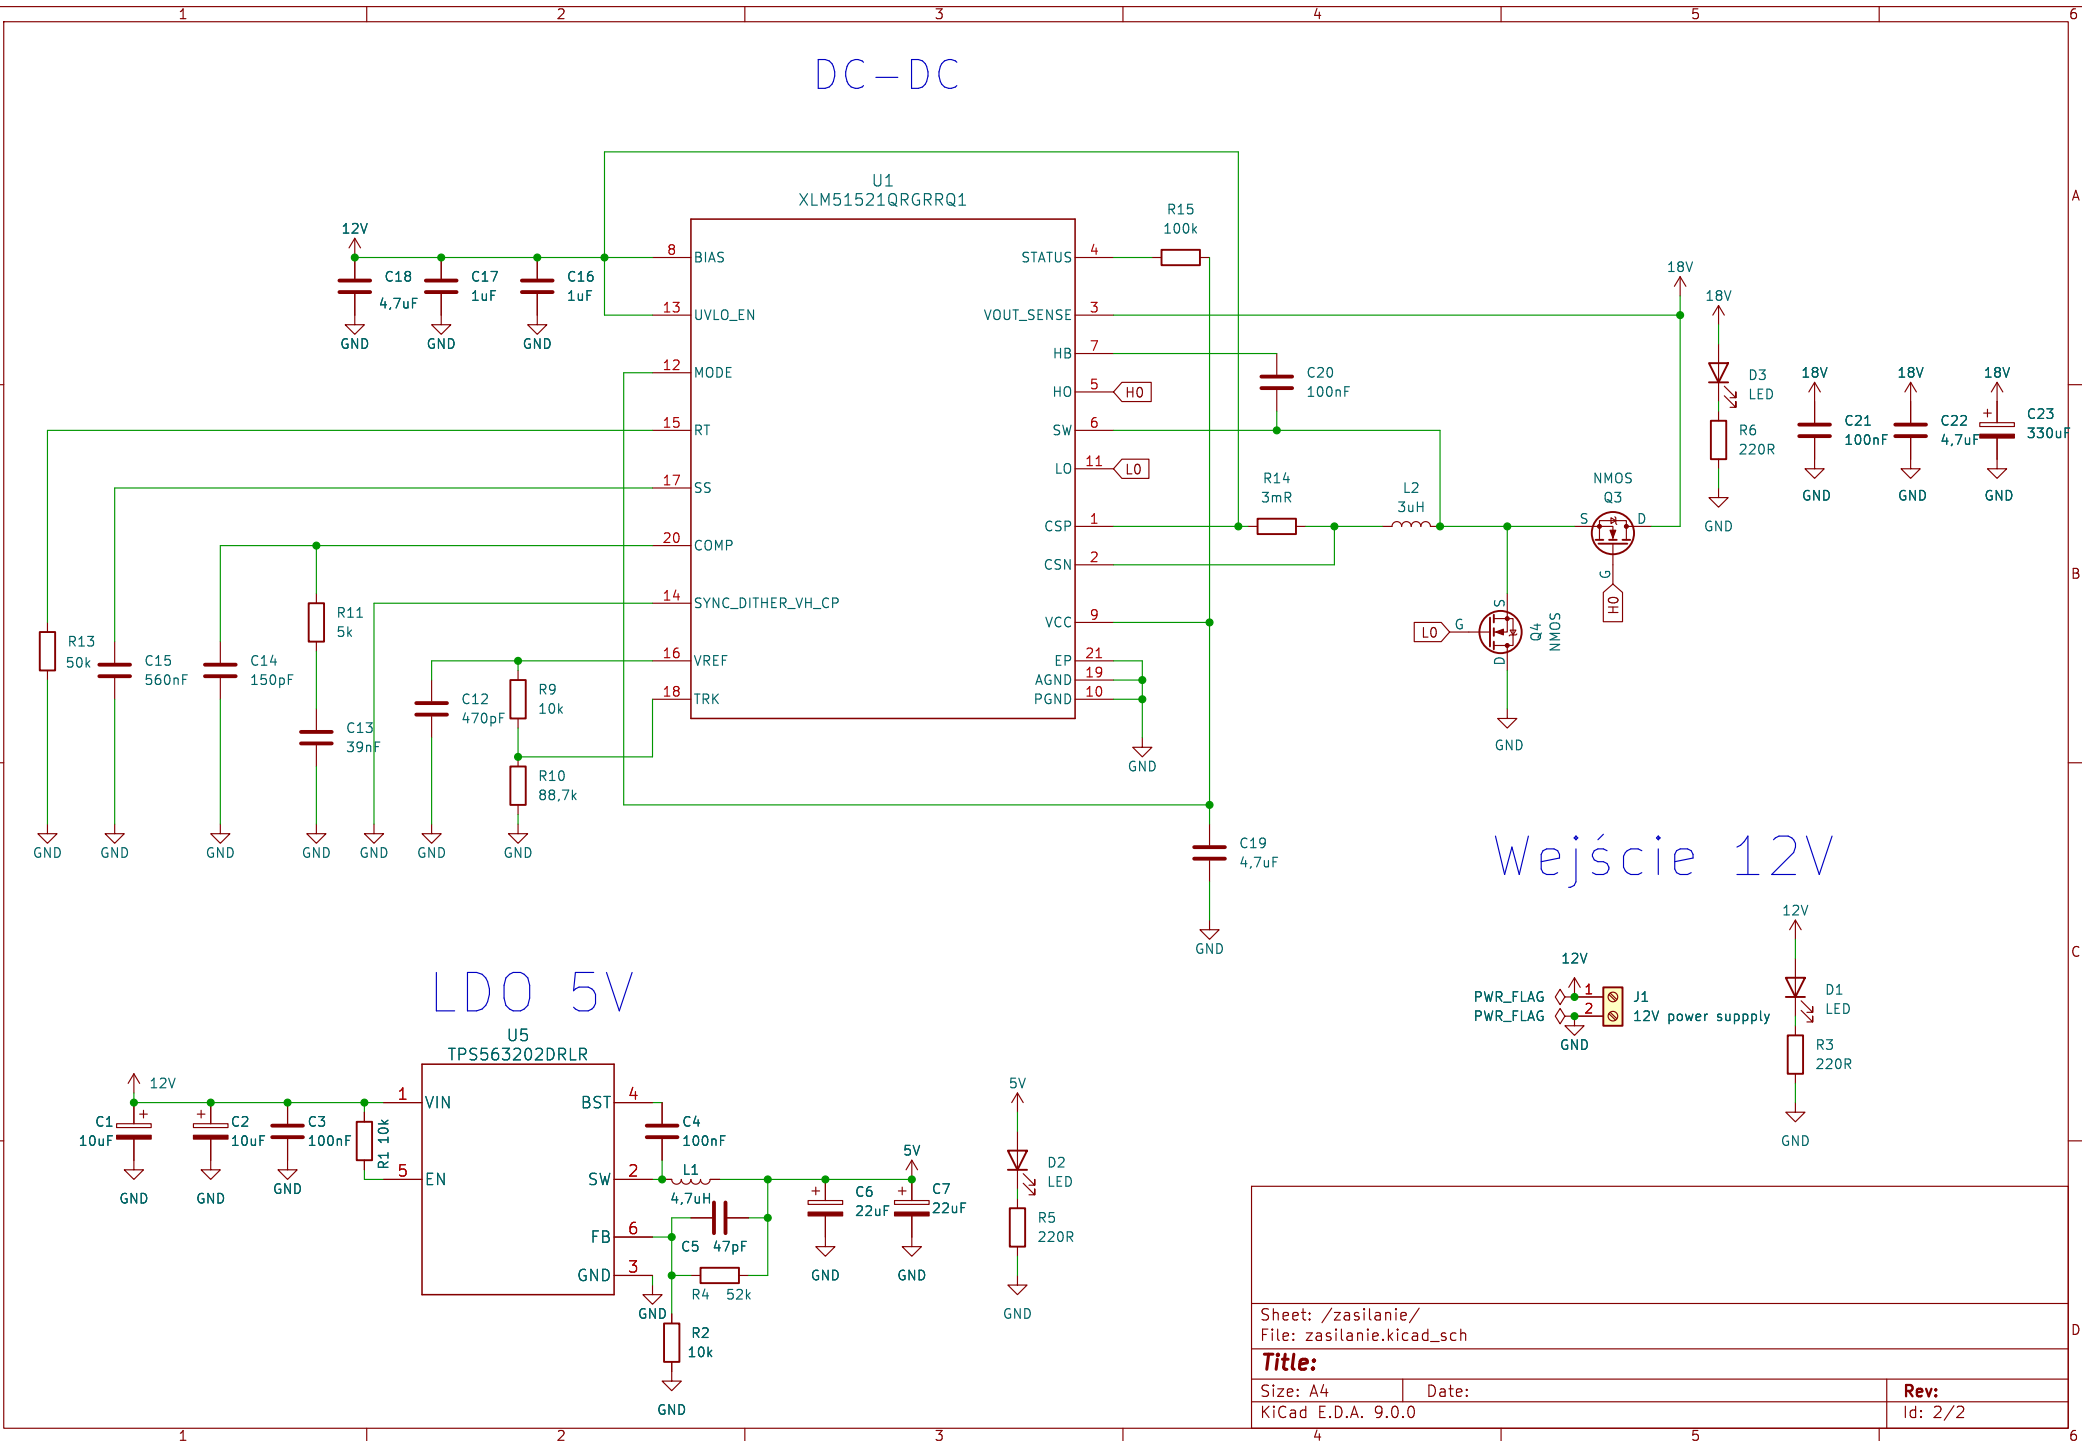 1 2 3 4 5 6
DC-DC
A
B
C
D
U1
XLM51521QRGRRQ1
12V
C18
4,7uF
GND
C17
1uF
GND
C16
1uF
GND
8 BIAS
13 UVLO_EN
12 MODE
15 RT
17 SS
20 COMP
14 SYNC_DITHER_VH_CP
16 VREF
18 TRK
STATUS 4
VOUT_SENSE 3
HB 7
HO 5 HO
SW 6
LO 11 LO
CSP 1
CSN 2
VCC 9
EP 21
AGND 19
PGND 10
GND
R15
100k
C20
100nF
R14
3mR
L2
3uH
NMOS
Q3
S D
G
HO
LO
G
S
D
Q4
NMOS
GND
18V
18V
D3
LED
R6
220R
GND
18V
C21
100nF
GND
18V
C22
4,7uF
GND
18V
+
C23
330uF
GND
R13
50k
GND
C15
560nF
GND
C14
150pF
GND
R11
5k
C13
39nF
GND
GND
C12
470pF
GND
R9
10k
R10
88,7k
GND
C19
4,7uF
GND
Wejście 12V
12V
PWR_FLAG
PWR_FLAG
1
2
J1
12V power suppply
GND
12V
D1
LED
R3
220R
GND
LDO 5V
U5
TPS563202DRLR
12V
C1
10uF
+
GND
+
C2
10uF
GND
C3
100nF
GND
R1 10k
1 VIN
5 EN
BST 4
SW 2
FB 6
GND 3
GND
C4
100nF
L1
4,7uH
C5 47pF
R4 52k
R2
10k
GND
+
C6
22uF
GND
5V
+
C7
22uF
GND
5V
D2
LED
R5
220R
GND
Sheet: /zasilanie/
File: zasilanie.kicad_sch
Title:
Size: A4 Date: Rev:
KiCad E.D.A. 9.0.0 Id: 2/2
1 2 3 4 5 6